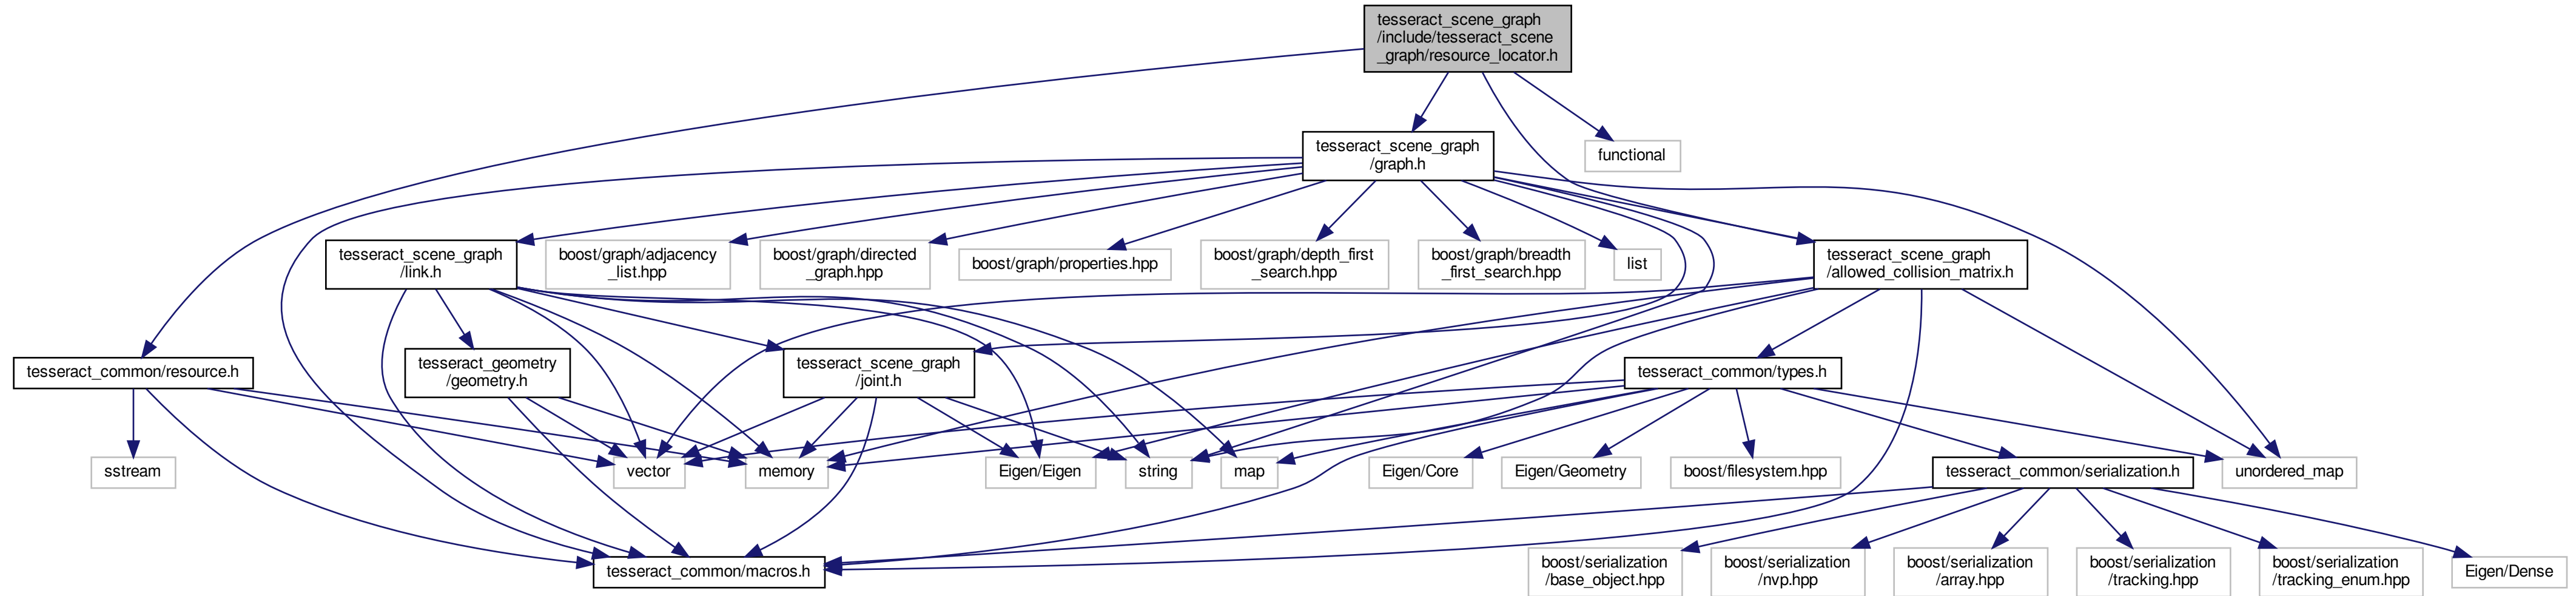 tesseract_scene_graph
/include/tesseract_scene
_graph/resource_locator.h
tesseract_scene_graph
/graph.h
functional
tesseract_scene_graph
/link.h
boost/graph/adjacency
_list.hpp
boost/graph/directed
_graph.hpp
boost/graph/properties.hpp
boost/graph/depth_first
_search.hpp
boost/graph/breadth
_first_search.hpp
list
tesseract_scene_graph
/allowed_collision_matrix.h
tesseract_common/resource.h
tesseract_geometry
/geometry.h
tesseract_scene_graph
/joint.h
tesseract_common/types.h
sstream
vector
memory
Eigen/Eigen
string
map
Eigen/Core
Eigen/Geometry
boost/filesystem.hpp
tesseract_common/serialization.h
unordered_map
tesseract_common/macros.h
boost/serialization
/base_object.hpp
boost/serialization
/nvp.hpp
boost/serialization
/array.hpp
boost/serialization
/tracking.hpp
boost/serialization
/tracking_enum.hpp
Eigen/Dense